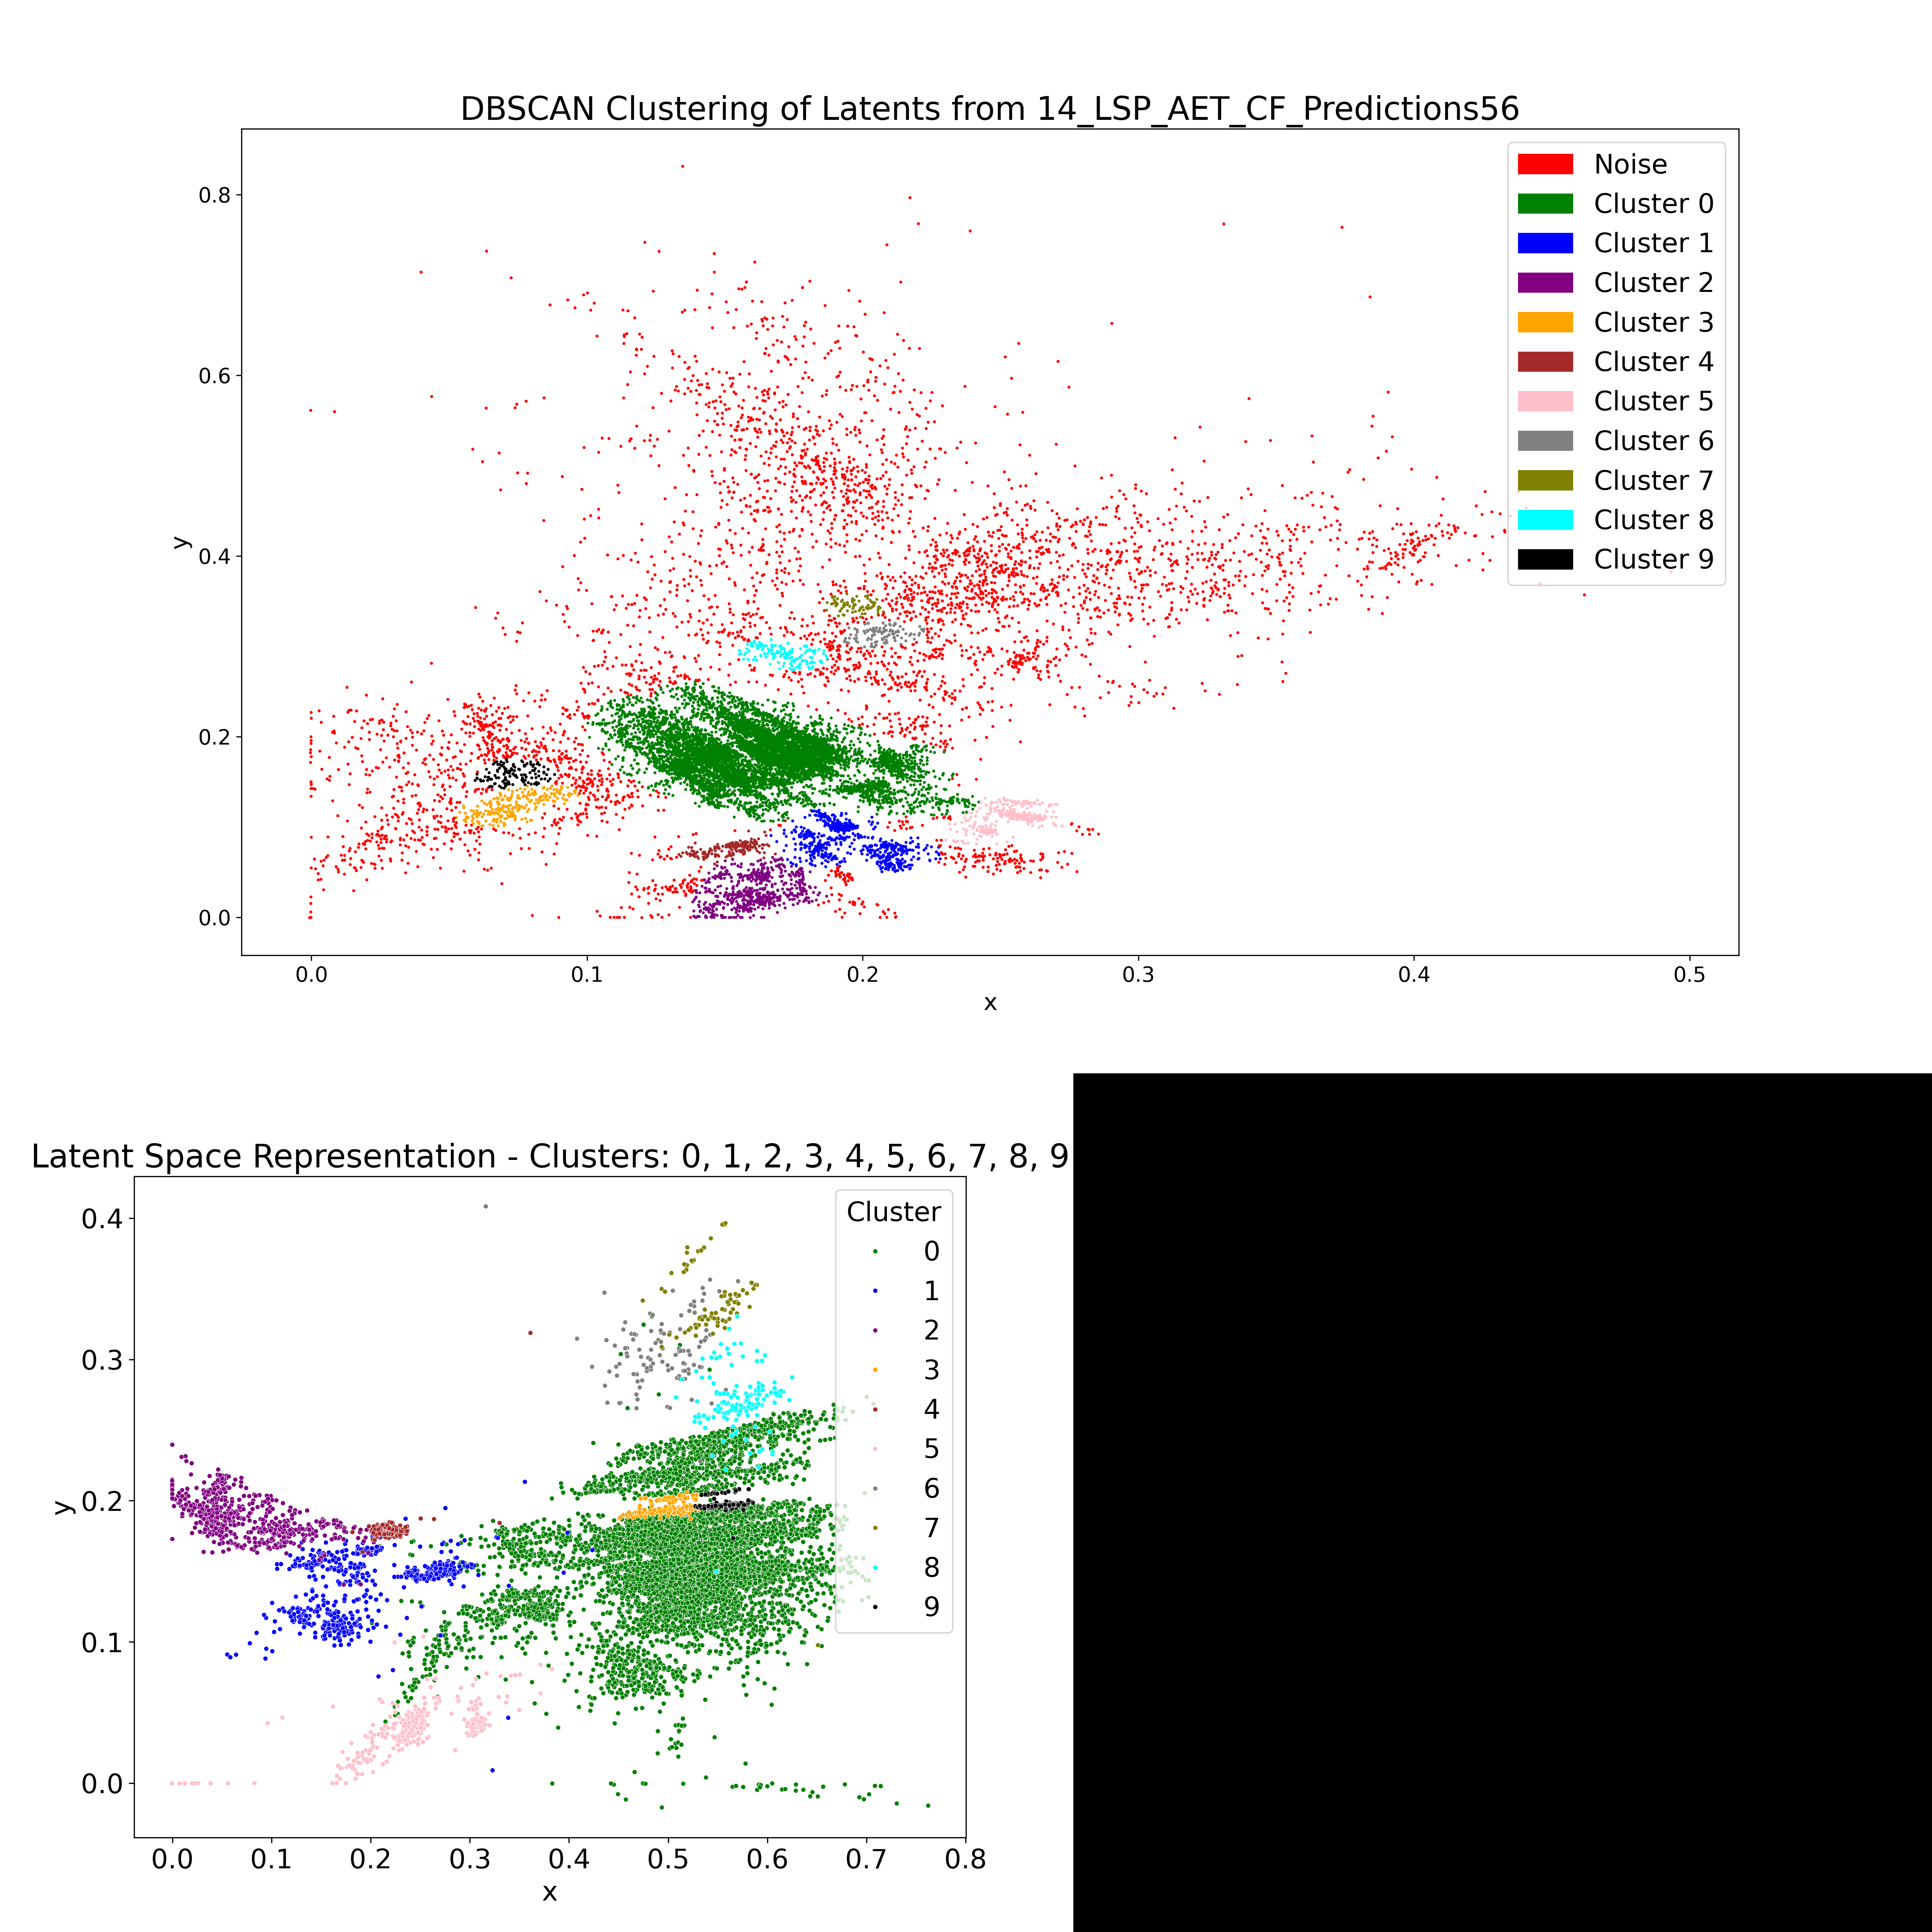 DBSCAN Clustering of Latents from 14_LSP_AET_CF_Predictions56
Noise
Cluster 0
Cluster 1
Cluster 2
Cluster 3
Cluster 4
Cluster 5
Cluster 6
Cluster 7
Cluster 8
Cluster 9
0.8
0.6
0.4
0.2
0.0
y
0.0 0.1 0.2 0.3 0.4 0.5
x
Latent Space Representation - Clusters: 0, 1, 2, 3, 4, 5, 6, 7, 8, 9
Cluster
0
1
2
3
4
5
6
7
8
9
0.4
0.3
0.2
0.1
0.0
y
0.0 0.1 0.2 0.3 0.4 0.5 0.6 0.7 0.8
x